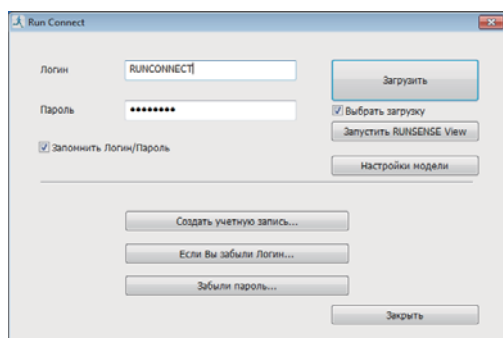 Run Connect
Логин
RUNCONNECT
Загрузить
Пароль
••••••••
Выбрать загрузку
Запустить RUNSENSE View
Запомнить Логин/Пароль
Настройки модели
Создать учетную запись...
Если Вы забыли Логин...
Забыли пароль...
Закрыть